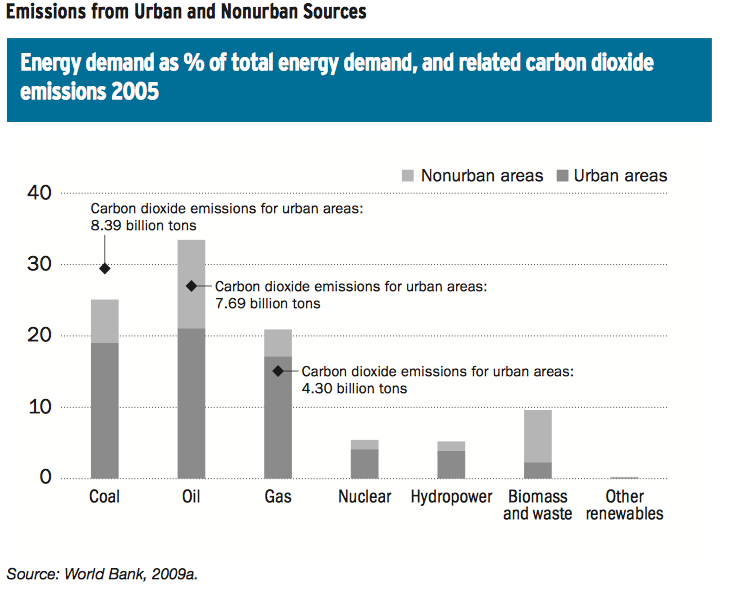 Emissions from Urban and Nonurban Sources
Energy demand as % of total energy demand, and related carbon dioxide
emissions 2005
Nonurban areas Urban areas
40
Carbon dioxide emissions for urban areas:
8.39 billion tons
30
Carbon dioxide emissions for urban areas:
7.69 billion tons
20
Carbon dioxide emissions for urban areas:
4.30 billion tons
10
0
Coal Oil Gas Nuclear Hydropower Biomass Other
and waste renewables
Source: World Bank, 2009a.